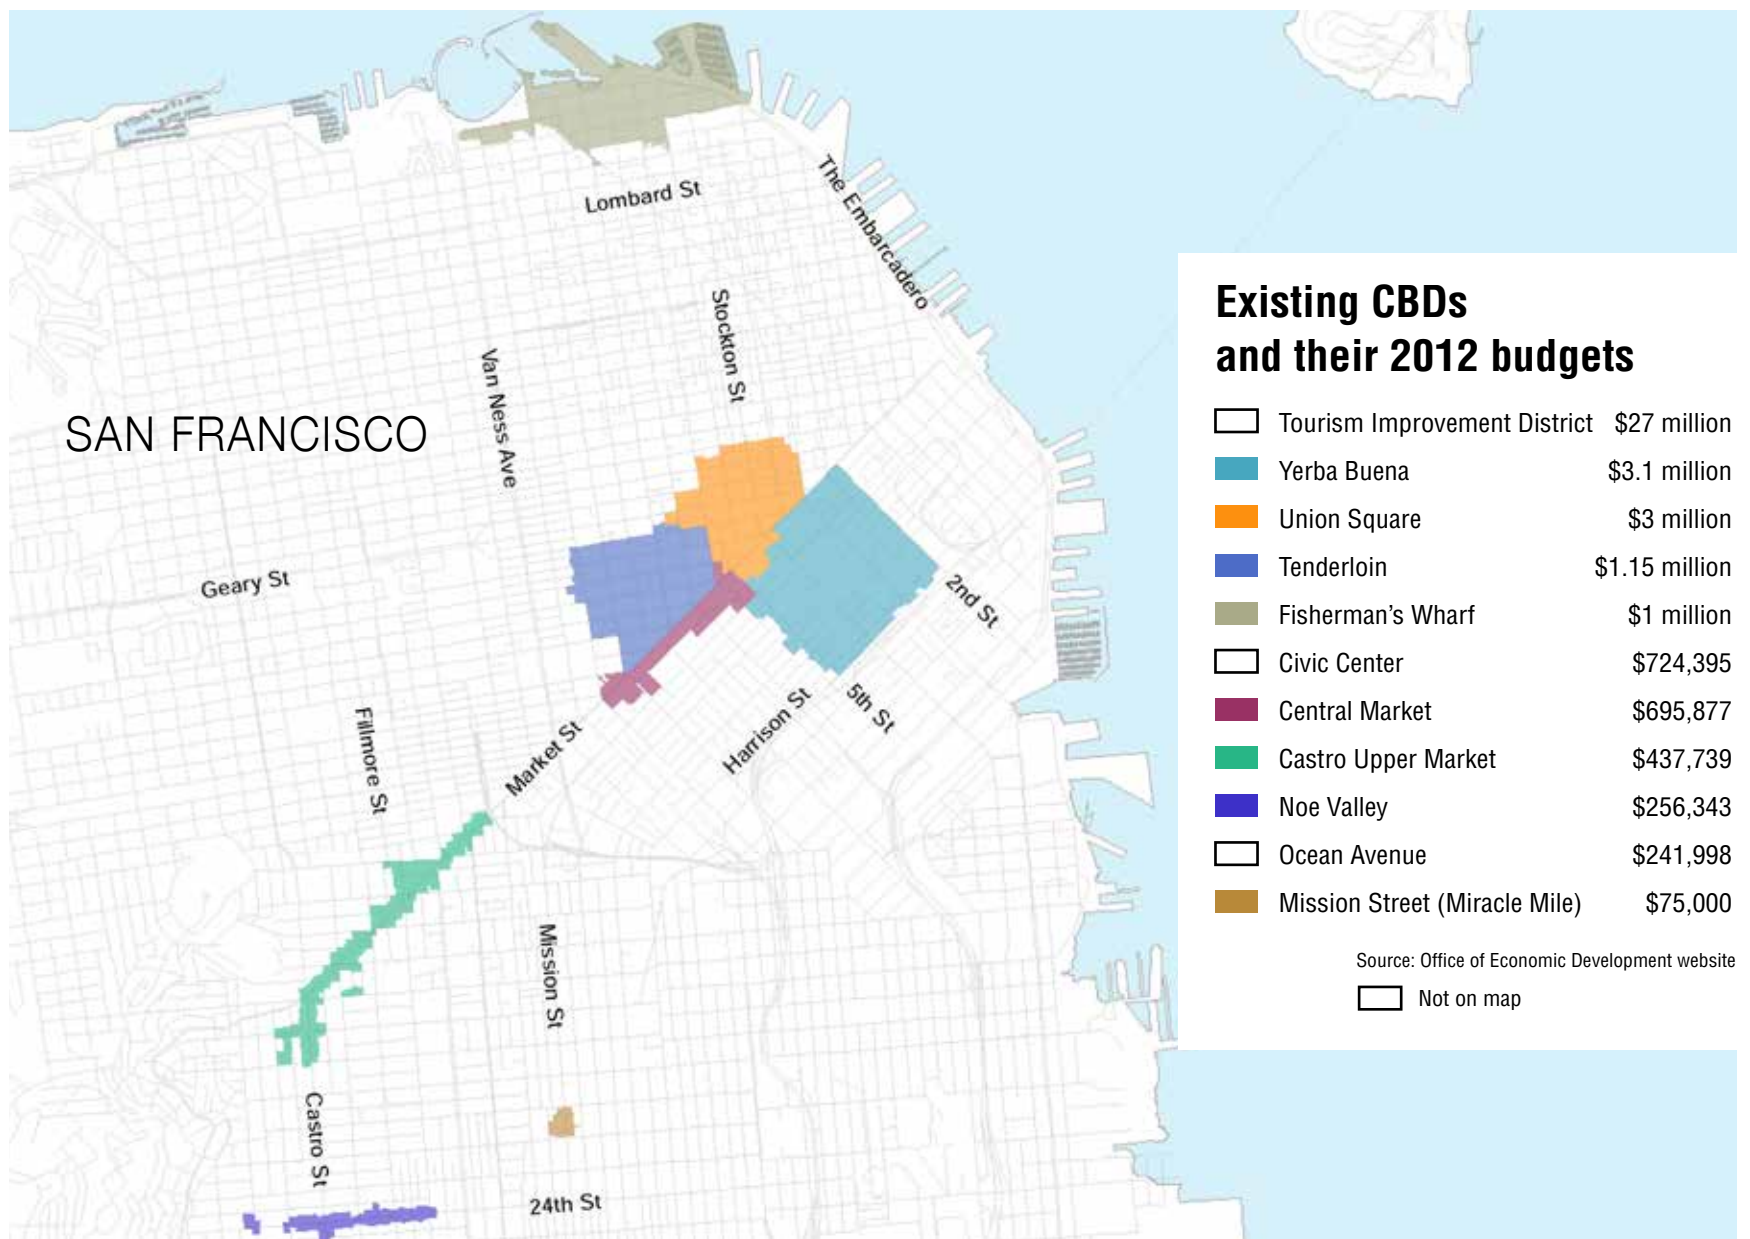 Lombard St
The Embarcadero
Stockton St
Van Ness Ave
SAN FRANCISCO
Geary St
2nd St
5th St
Harrison St
Market St
Fillmore St
Mission St
Castro St
24th St
Existing CBDs
and their 2012 budgets
Tourism Improvement District $27 million
Yerba Buena $3.1 million
Union Square $3 million
Tenderloin $1.15 million
Fisherman’s Wharf $1 million
Civic Center $724,395
Central Market $695,877
Castro Upper Market $437,739
Noe Valley $256,343
Ocean Avenue $241,998
Mission Street (Miracle Mile) $75,000
Source: Office of Economic Development website
Not on map